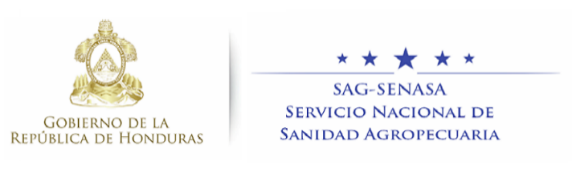 GOBIERNO DE LA
REPÚBLICA DE HONDURAS
SAG-SENASA
SERVICIO NACIONAL DE
SANIDAD AGROPECUARIA